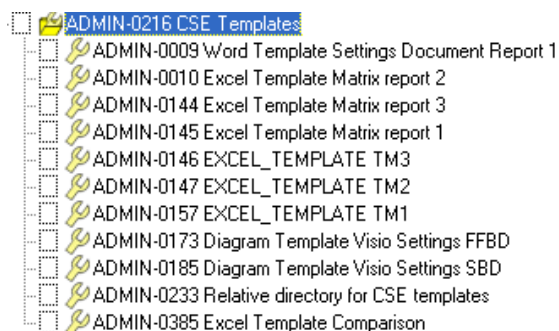 ADMIN-0216 CSE Templates
ADMIN-0009 Word Template Settings Document Report 1
ADMIN-0010 Excel Template Matrix report 2
ADMIN-0144 Excel Template Matrix report 3
ADMIN-0145 Excel Template Matrix report 1
ADMIN-0146 EXCEL_TEMPLATE TM3
ADMIN-0147 EXCEL_TEMPLATE TM2
ADMIN-0157 EXCEL_TEMPLATE TM1
ADMIN-0173 Diagram Template Visio Settings FFBD
ADMIN-0185 Diagram Template Visio Settings SBD
ADMIN-0233 Relative directory for CSE templates
ADMIN-0385 Excel Template Comparison